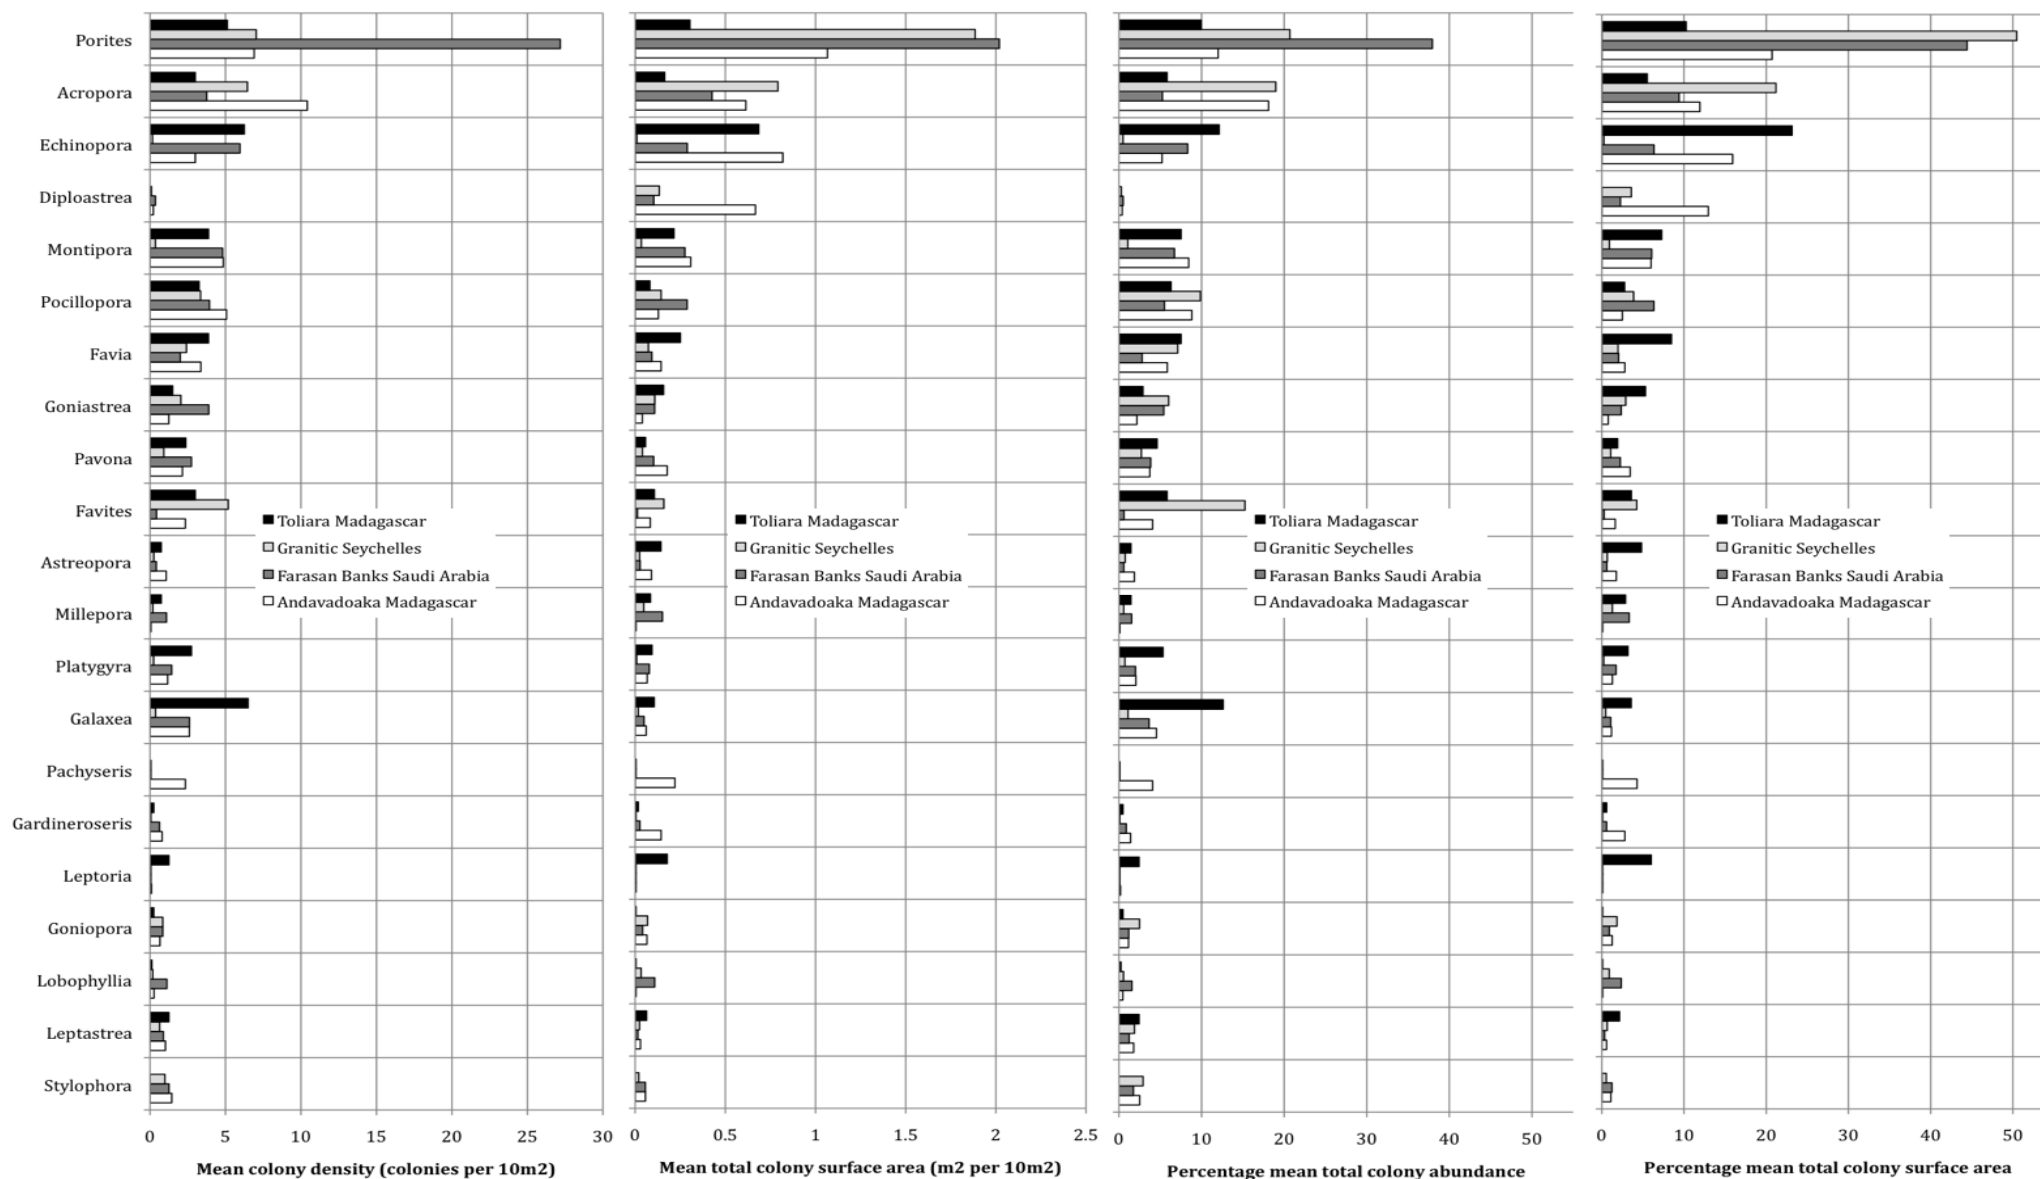 Porites
Acropora
Echinopora
Diploastrea
Montipora
Pocillopora
Favia
Goniastrea
Pavona
Favites
Astreopora
Millepora
Platygyra
Galaxea
Pachyseris
Gardineroseris
Leptoria
Goniopora
Lobophyllia
Leptastrea
Stylophora
Toliara Madagascar
Granitic Seychelles
Farasan Banks Saudi Arabia
Andavadoaka Madagascar
0 5 10 15 20 25 30
Mean colony density (colonies per 10m2)
Toliara Madagascar
Granitic Seychelles
Farasan Banks Saudi Arabia
Andavadoaka Madagascar
0 0.5 1 1.5 2 2.5
Mean total colony surface area (m2 per 10m2)
Toliara Madagascar
Granitic Seychelles
Farasan Banks Saudi Arabia
Andavadoaka Madagascar
0 10 20 30 40 50
Percentage mean total colony abundance
Toliara Madagascar
Granitic Seychelles
Farasan Banks Saudi Arabia
Andavadoaka Madagascar
0 10 20 30 40 50
Percentage mean total colony surface area